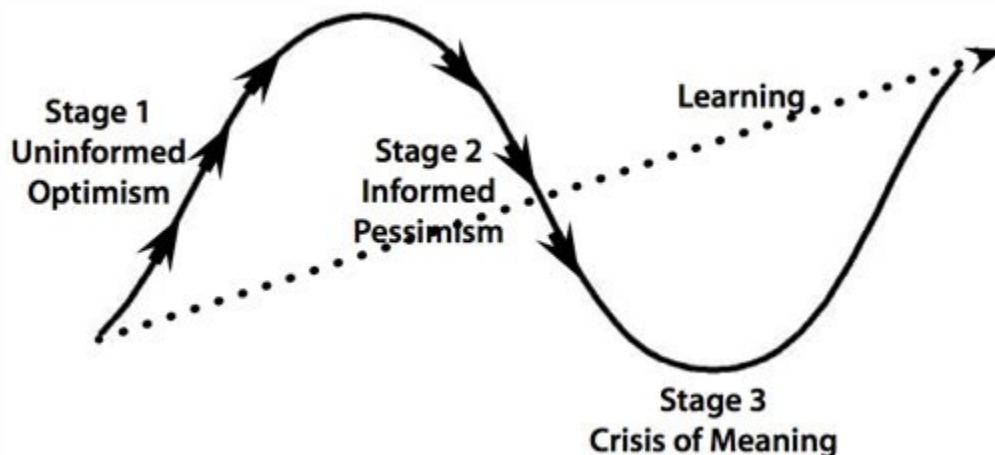 Stage 1
Uninformed
Optimism
Stage 2
Informed
Pessimism
Learning
Stage 3
Crisis of Meaning